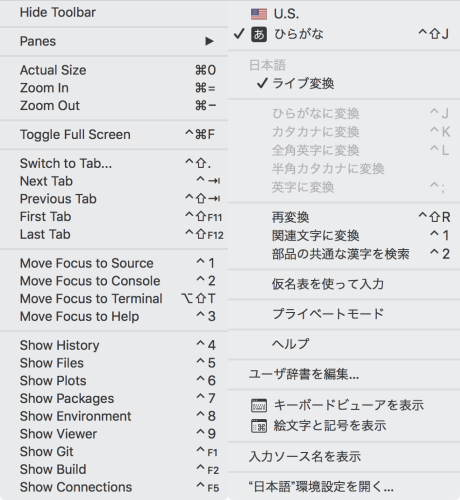 Hide Toolbar
Panes ▶
Actual Size ⌘0
Zoom In ⌘=
Zoom Out ⌘−
Toggle Full Screen ⌃⌘F
Switch to Tab... ⌃⇧.
Next Tab ⌃⇥
Previous Tab ⌃⇧⇥
First Tab ⌃⇧F11
Last Tab ⌃⇧F12
Move Focus to Source ⌃1
Move Focus to Console ⌃2
Move Focus to Terminal ⌥⇧T
Move Focus to Help ⌃3
Show History ⌃4
Show Files ⌃5
Show Plots ⌃6
Show Packages ⌃7
Show Environment ⌃8
Show Viewer ⌃9
Show Git ⌃F1
Show Build ⌃F2
Show Connections ⌃F5
U.S.
✓ あ ひらがな ⌃⇧J
日本語
✓ ライブ変換
ひらがなに変換 ⌃J
カタカナに変換 ⌃K
全角英字に変換 ⌃L
半角カタカナに変換
英字に変換 ⌃;
再変換 ⌃⇧R
関連文字に変換 ⌃1
部品の共通な漢字を検索 ⌃2
仮名表を使って入力
プライベートモード
ヘルプ
ユーザ辞書を編集...
キーボードビューアを表示
⌘ 絵文字と記号を表示
入力ソース名を表示
“日本語”環境設定を開く...